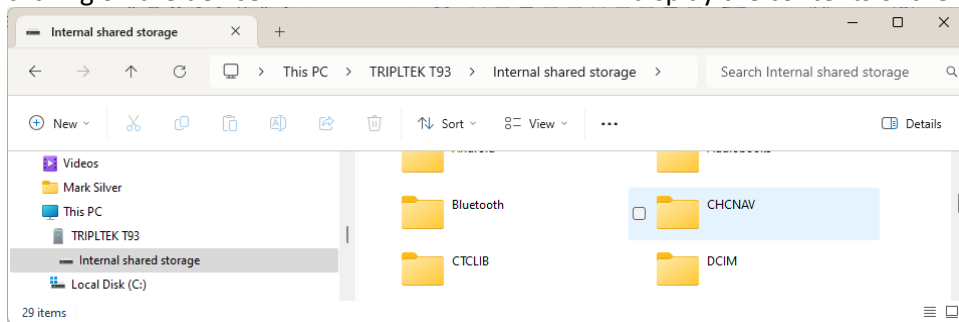 Internal shared storage
This PC > TRIPLTEK T93 > Internal shared storage > Search Internal shared storage
New Sort View ... Details
Videos
Mark Silver
This PC
TRIPLTEK T93
Internal shared storage
Local Disk (C:)
Bluetooth
CHCNAV
CTCLIB
DCIM
29 items